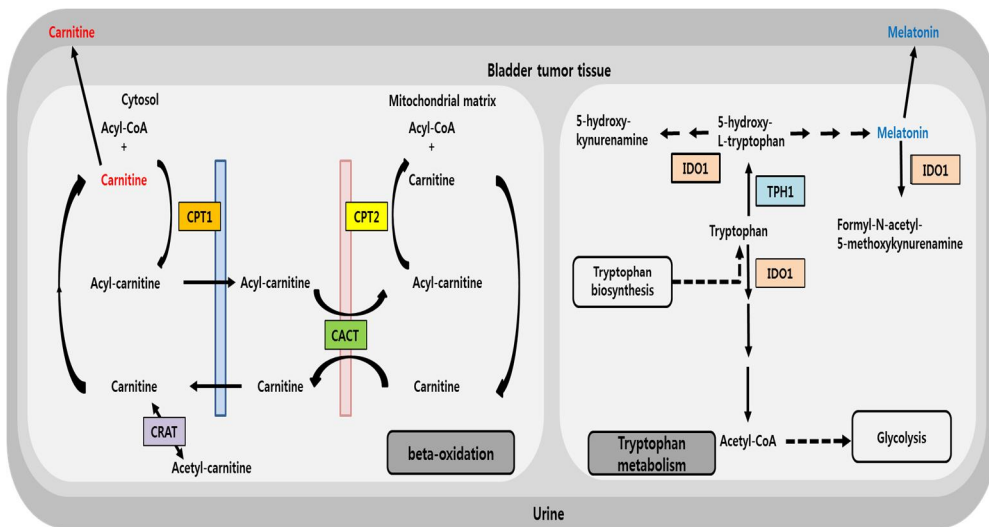 Carnitine
Melatonin
Bladder tumor tissue
Cytosol
Acyl-CoA
+
Carnitine
CPT1
Acyl-carnitine
Acyl-carnitine
Mitochondrial matrix
Acyl-CoA
+
Carnitine
CPT2
Acyl-carnitine
CACT
Carnitine
Carnitine
Carnitine
CRAT
Acetyl-carnitine
beta-oxidation
5-hydroxy-
kynurenamine
5-hydroxy-
L-tryptophan
Melatonin
IDO1
TPH1
IDO1
Formyl-N-acetyl-
5-methoxykynurenamine
Tryptophan
Tryptophan
biosynthesis
IDO1
Acetyl-CoA
Glycolysis
Tryptophan
metabolism
Urine